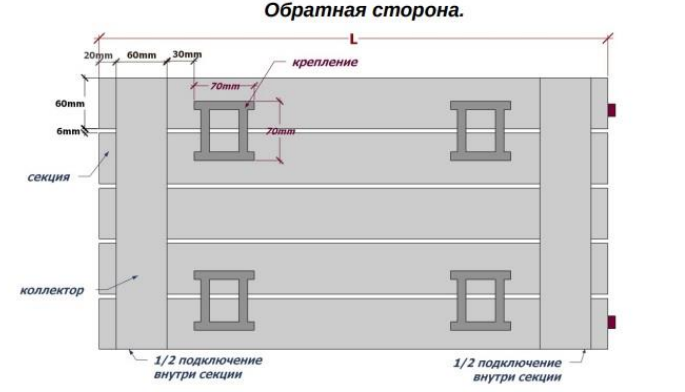 Обратная сторона.
L
20mm 60mm 30mm
крепление
70mm
60mm
70mm
6mm
секция
коллектор
1/2 подключение
внутри секции
1/2 подключение
внутри секции